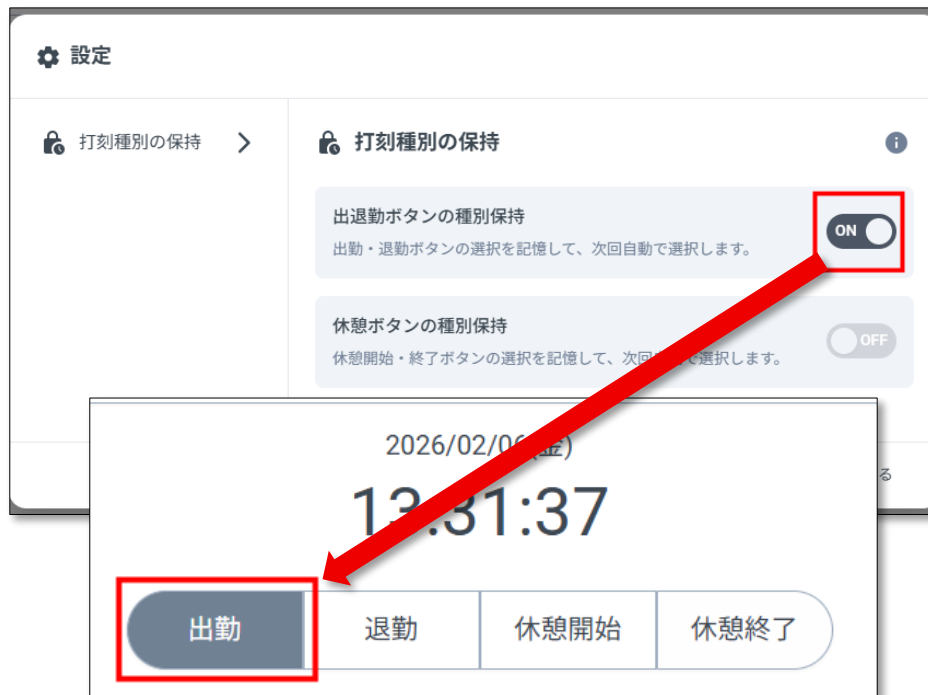 設定
打刻種別の保持
打刻種別の保持
出退勤ボタンの種別保持
出勤・退勤ボタンの選択を記憶して、次回自動で選択します。
ON
休憩ボタンの種別保持
休憩開始・終了ボタンの選択を記憶して、次回で選択します。
OFF
る
2026/02/06(金)
13:31:37
出勤
退勤
休憩開始
休憩終了